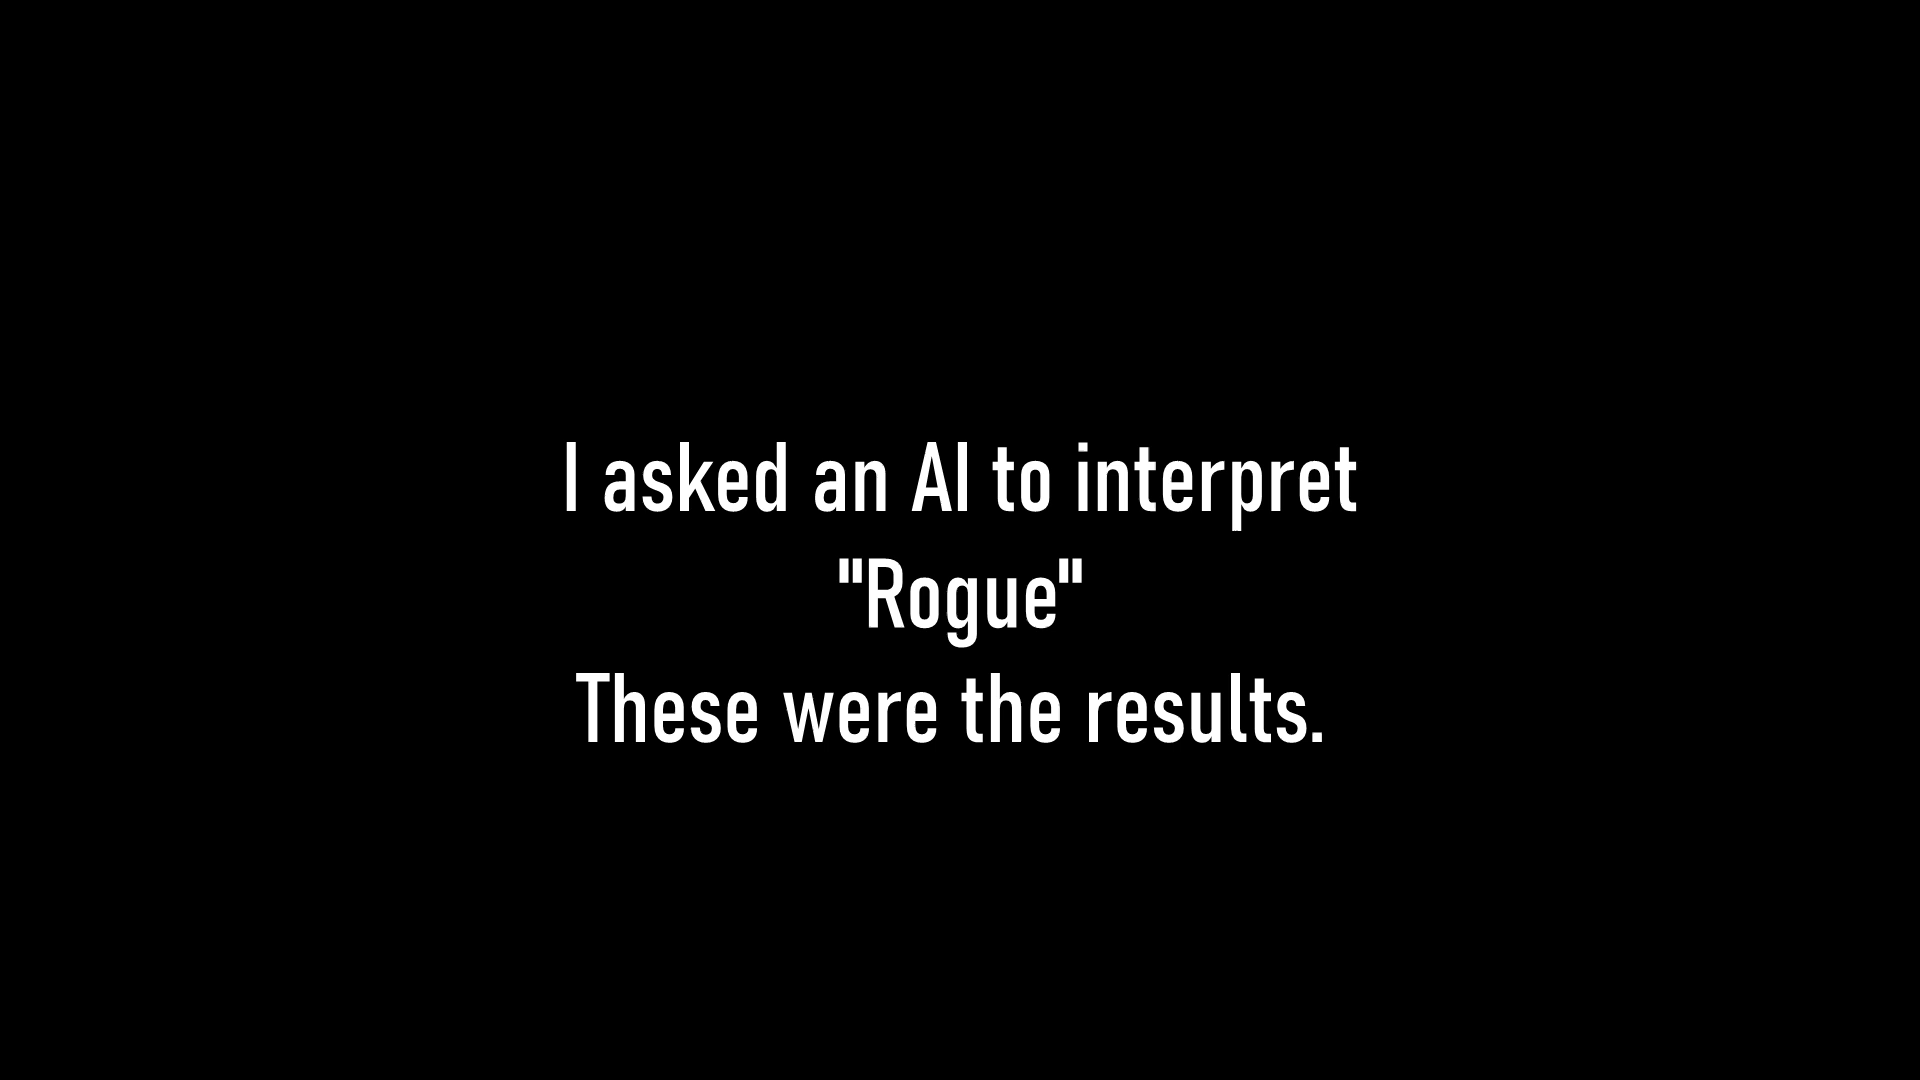 I asked an AI to interpret
"Rogue"
These were the results.